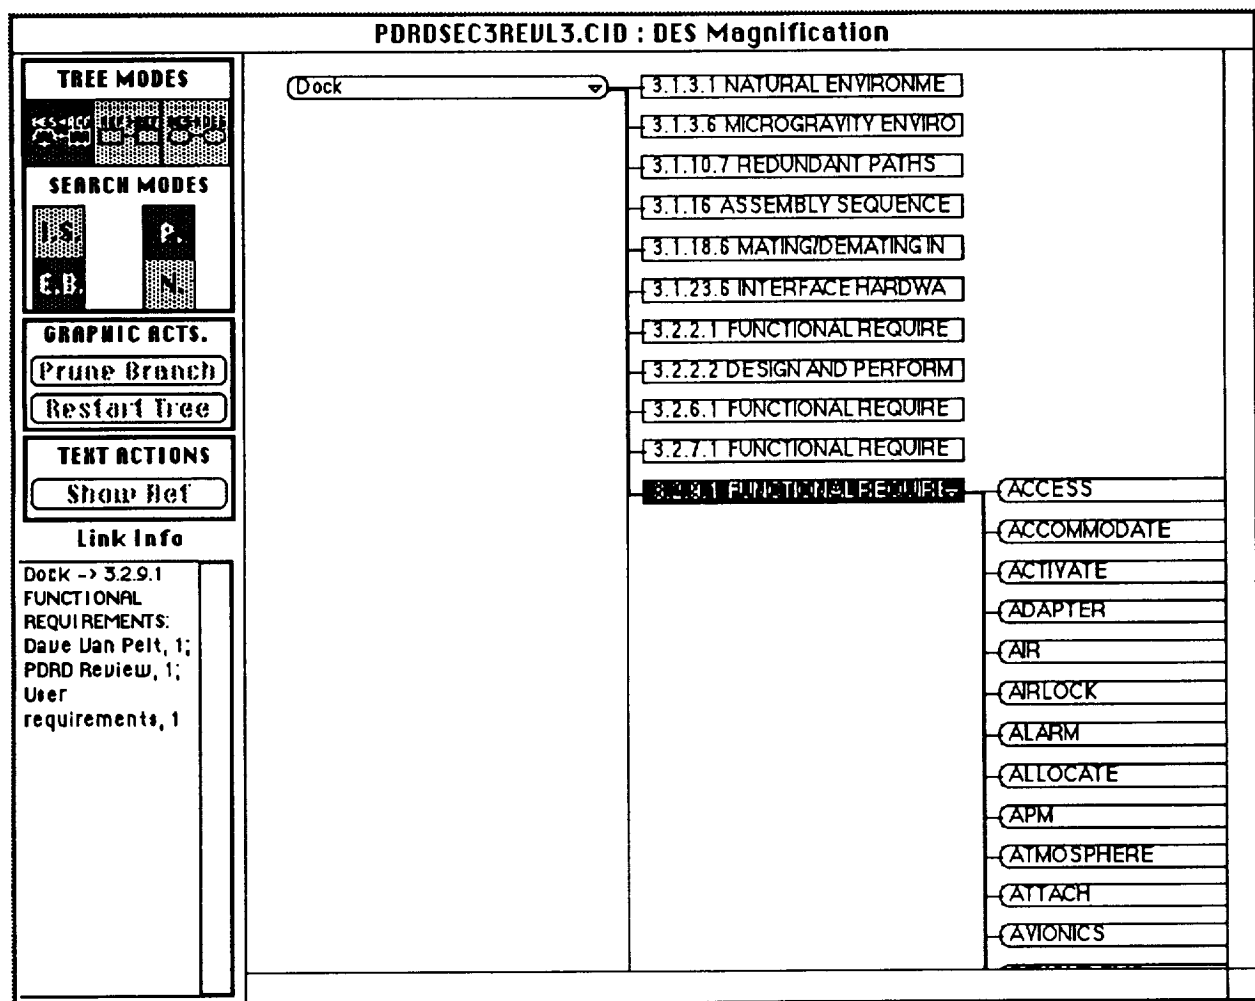 PDRDSEC3REVL3.CID : DES Magnification
TREE MODES
SEARCH MODES
I.S.
P.
E.B.
N.
GRAPHIC ACTS.
Prune Branch
Restart Tree
TEXT ACTIONS
Show Ref
Link Info
Dock -> 3.2.9.1
FUNCTIONAL
REQUIREMENTS:
Dave Van Pelt, 1;
PDRD Review, 1;
User
requirements, 1
Dock
3.1.3.1 NATURAL ENVIRONME
3.1.3.6 MICROGRAVITY ENVIRO
3.1.10.7 REDUNDANT PATHS
3.1.16 ASSEMBLY SEQUENCE
3.1.18.6 MATING/DEMATING IN
3.1.23.6 INTERFACE HARDWA
3.2.2.1 FUNCTIONAL REQUIRE
3.2.2.2 DESIGN AND PERFORM
3.2.6.1 FUNCTIONAL REQUIRE
3.2.7.1 FUNCTIONAL REQUIRE
3.2.9.1 FUNCTIONAL REQUIRE
ACCESS
ACCOMMODATE
ACTIVATE
ADAPTER
AIR
AIRLOCK
ALARM
ALLOCATE
APM
ATMOSPHERE
ATTACH
AVIONICS